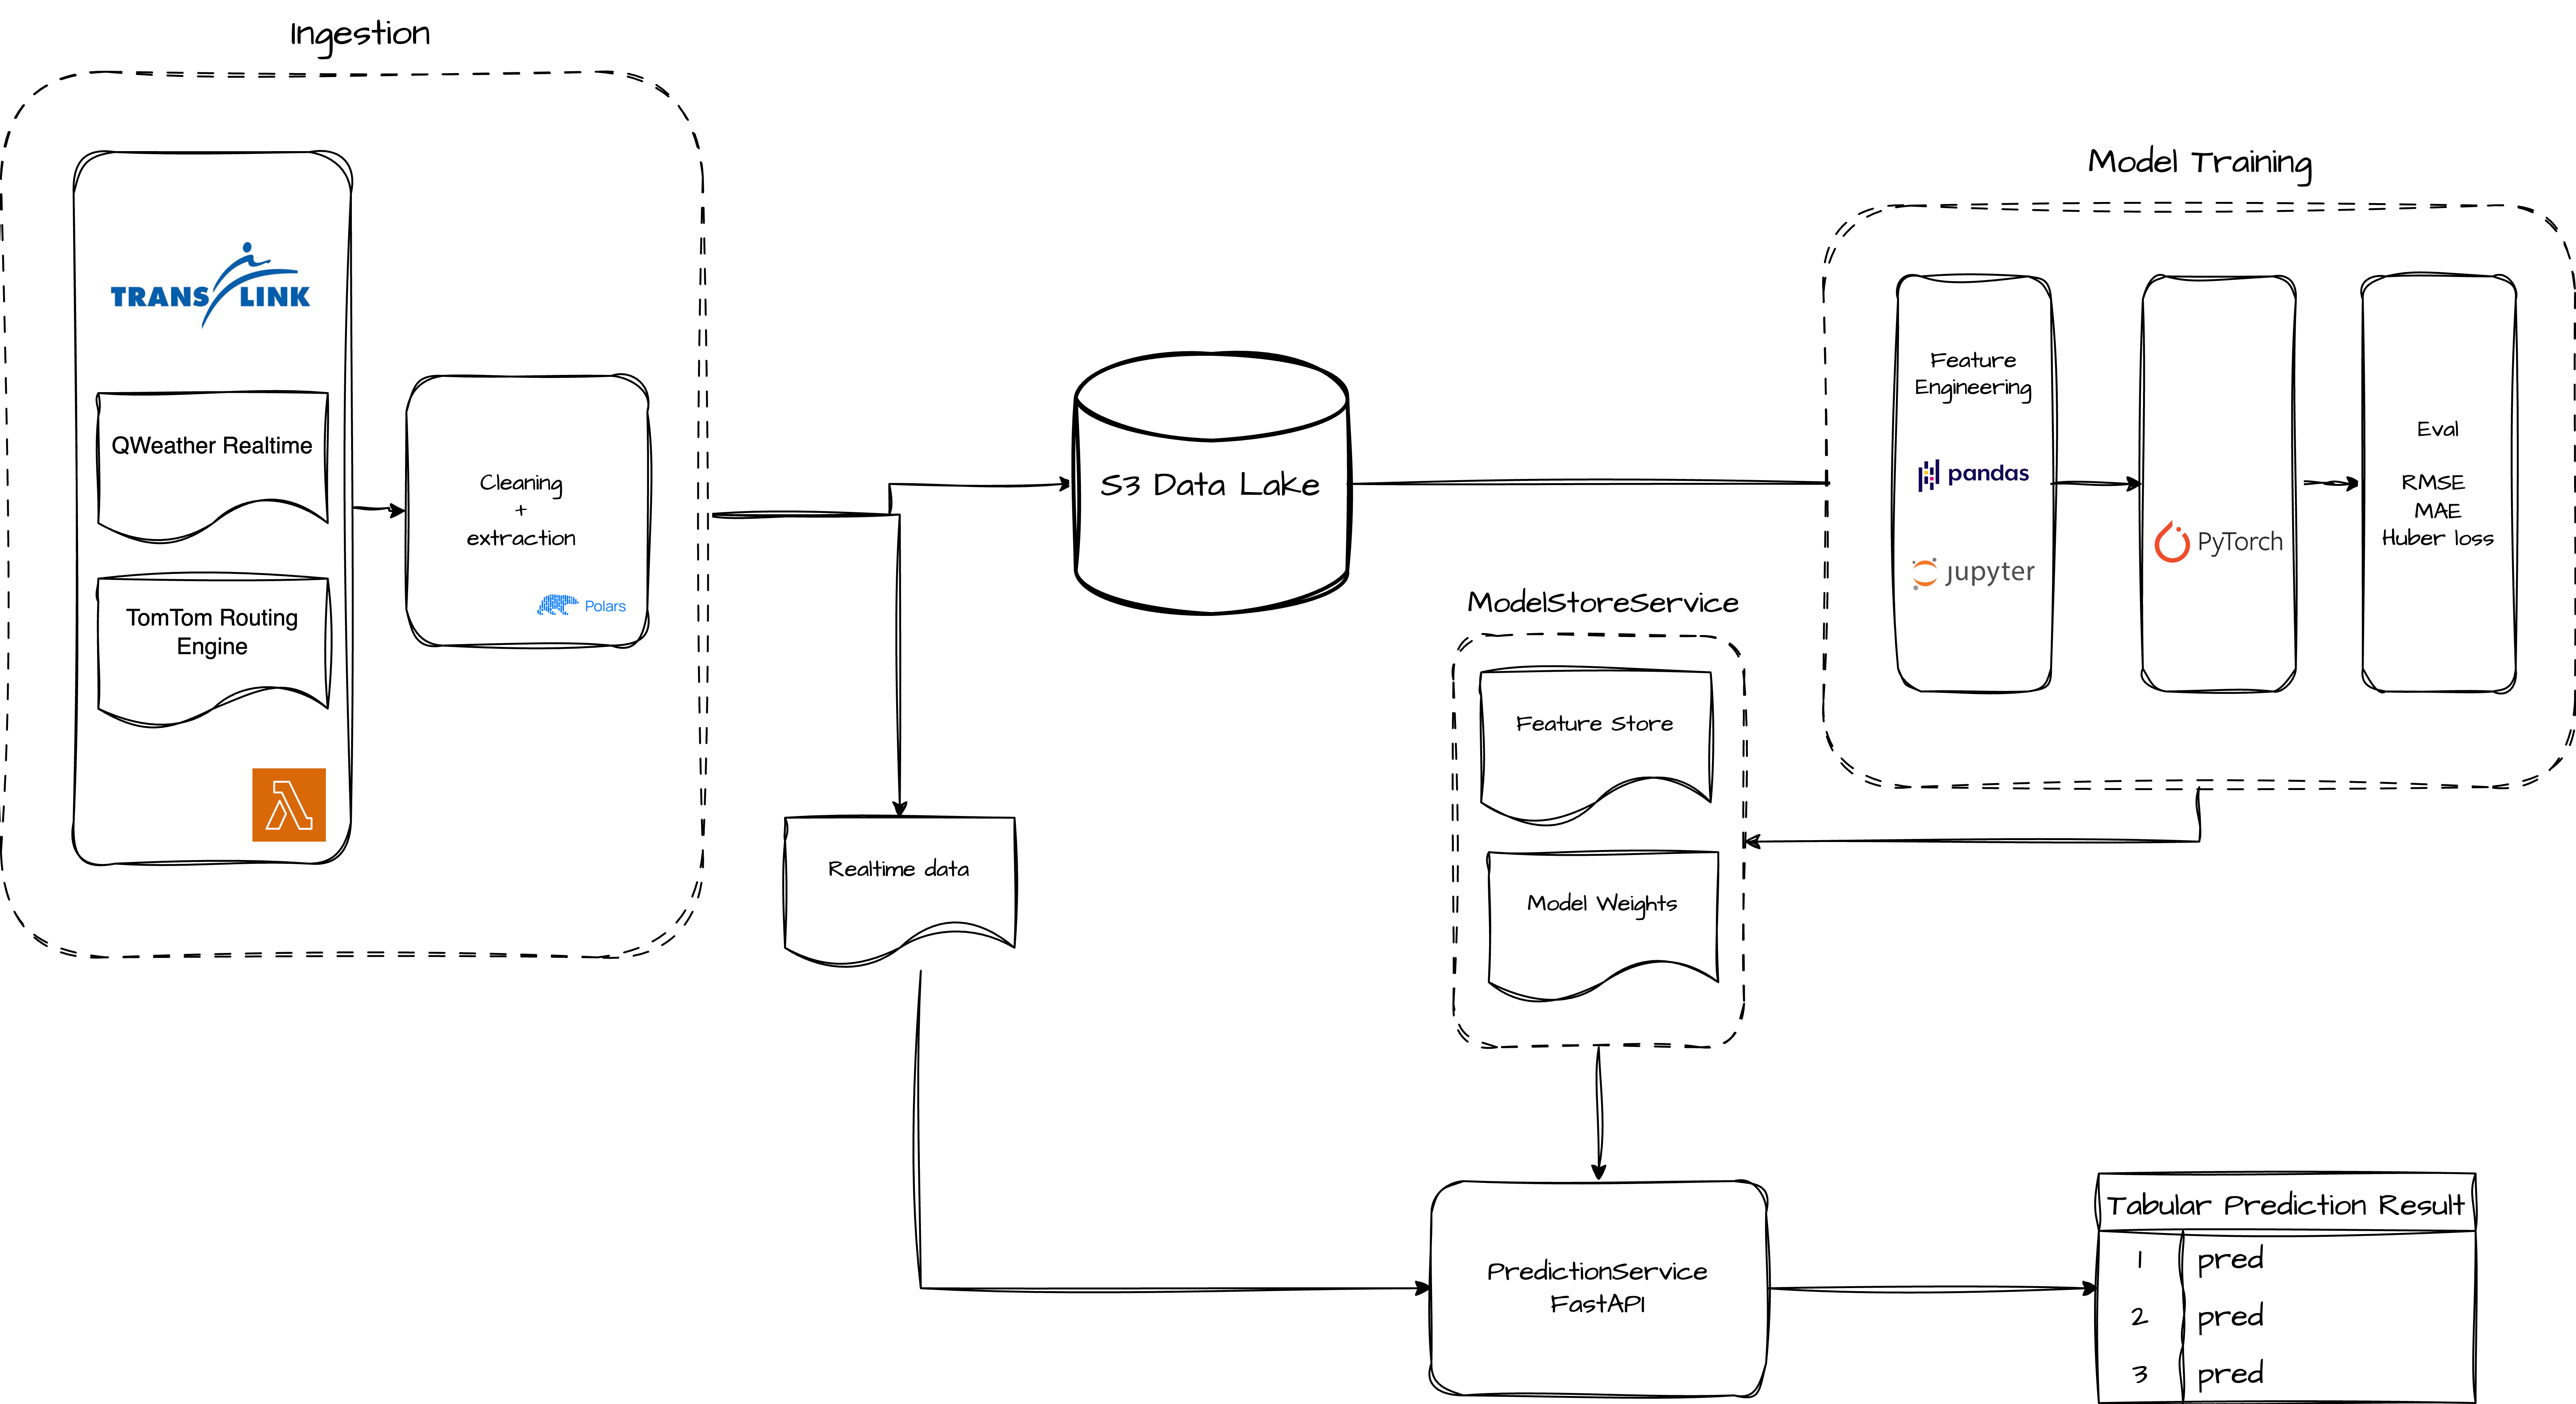 Ingestion
TRANSLINK
QWeather Realtime
TomTom Routing
Engine
Cleaning
+
extraction
Polars
S3 Data Lake
Realtime data
Model Training
Feature
Engineering
pandas
jupyter
PyTorch
Eval
RMSE
MAE
Huber loss
ModelStoreService
Feature Store
Model Weights
PredictionService
FastAPI
Tabular Prediction Result
1 pred
2 pred
3 pred